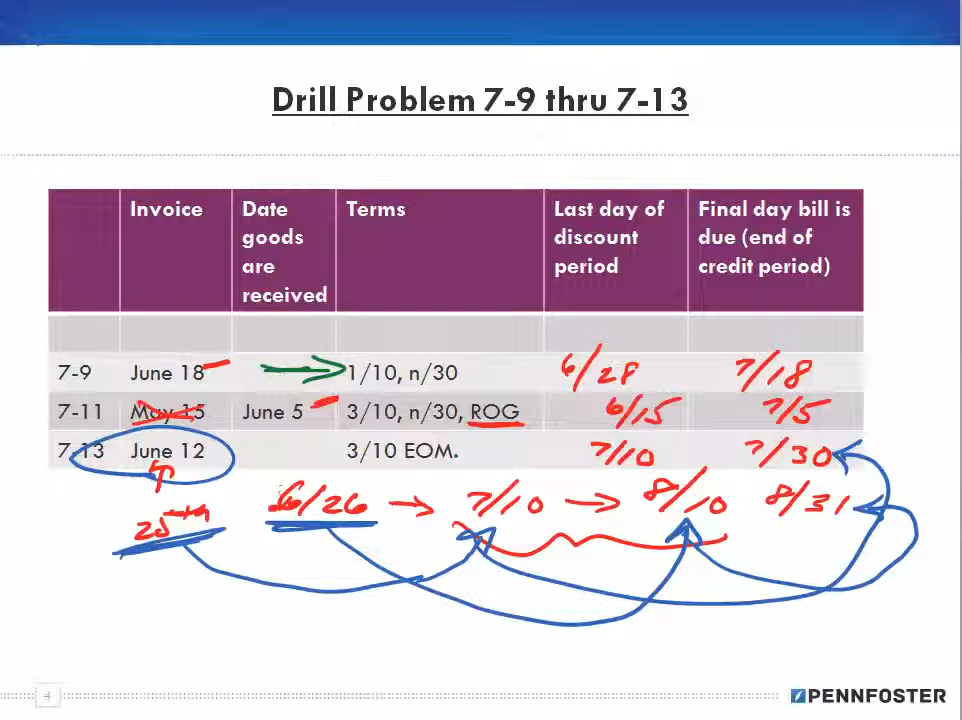 Drill Problem 7-9 thru 7-13
Invoice Date goods are received Terms Last day of discount period Final day bill is due (end of credit period)
7-9 June 18 1/10, n/30 6/28 7/18
7-11 May 15 June 5 3/10, n/30, ROG 6/15 7/5
7-13 June 12 3/10 EOM. 7/10 7/30
25th 6/26 → 7/10 → 8/10 8/31
4 PENNFOSTER